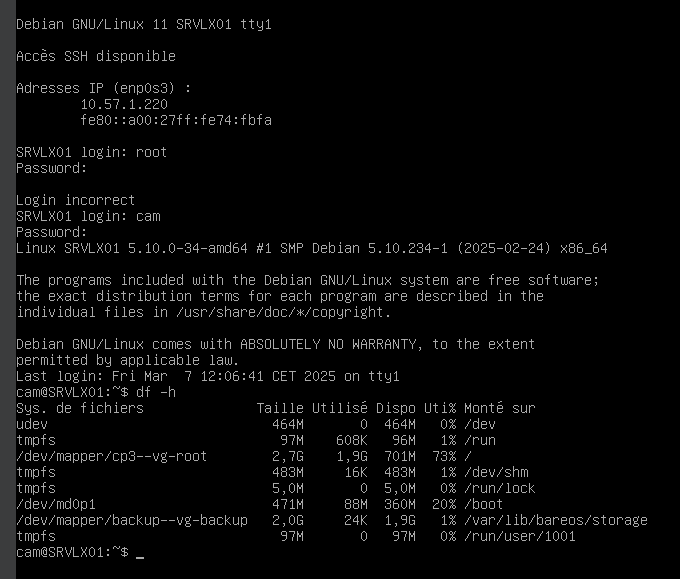 Debian GNU/Linux 11 SRVLX01 tty1
Accès SSH disponible
Adresses IP (enp0s3) :
10.57.1.220
fe80::a00:27ff:fe74:fbfa
SRVLX01 login: root
Password:
Login incorrect
SRVLX01 login: cam
Password:
Linux SRVLX01 5.10.0-34-amd64 #1 SMP Debian 5.10.234-1 (2025-02-24) x86_64
The programs included with the Debian GNU/Linux system are free software;
the exact distribution terms for each program are described in the
individual files in /usr/share/doc/*/copyright.
Debian GNU/Linux comes with ABSOLUTELY NO WARRANTY, to the extent
permitted by applicable law.
Last login: Fri Mar  7 12:06:41 CET 2025 on tty1
cam@SRVLX01:~$ df -h
Sys. de fichiers              Taille Utilisé Dispo Uti% Monté sur
udev                            464M       0  464M   0% /dev
tmpfs                            97M    608K   96M   1% /run
/dev/mapper/cp3--vg-root        2,7G    1,9G  701M  73% /
tmpfs                           483M     16K  483M   1% /dev/shm
tmpfs                           5,0M       0  5,0M   0% /run/lock
/dev/md0p1                      471M     88M  360M  20% /boot
/dev/mapper/backup--vg-backup   2,0G     24K  1,9G   1% /var/lib/bareos/storage
tmpfs                            97M       0   97M   0% /run/user/1001
cam@SRVLX01:~$ _